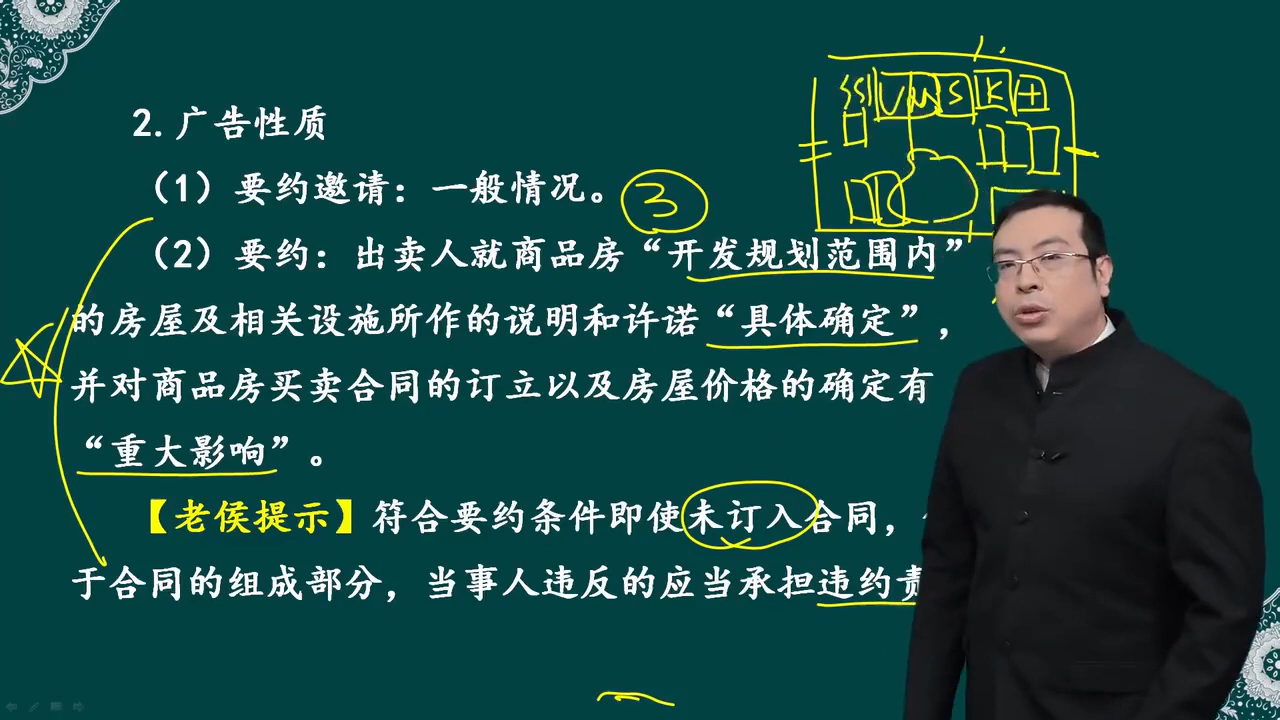 2.广告性质
（1）要约邀请：一般情况。 3
（2）要约：出卖人就商品房“开发规划范围内”
的房屋及相关设施所作的说明和许诺“具体确定”，
并对商品房买卖合同的订立以及房屋价格的确定有
“重大影响”。
【老侯提示】符合要约条件即使未订入合同，
于合同的组成部分，当事人违反的应当承担违约责